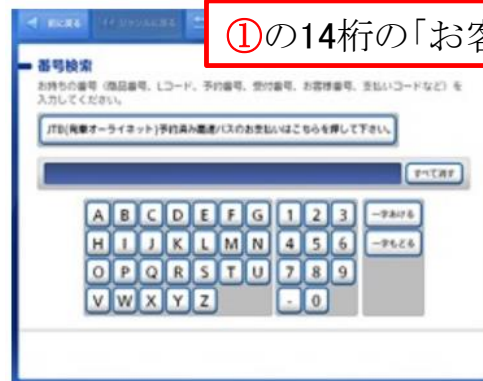 ①の14桁の「お客
前に戻る
番号検索
お持ちの番号（商品番号、Lコード、予約番号、受付番号、お客様番号、支払いコードなど）を
入力してください。
JTB(発車オーライネット)予約済み高速バスのお支払いはこちらを押して下さい。
すべて消す
A B C D E F G 1 2 3 一字あける
H I J K L M N 4 5 6 一字もどる
O P Q R S T U 7 8 9
V W X Y Z - 0